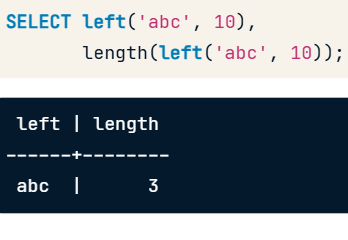 SELECT left('abc', 10),
       length(left('abc', 10));
 left | length
------+--------
 abc  |      3